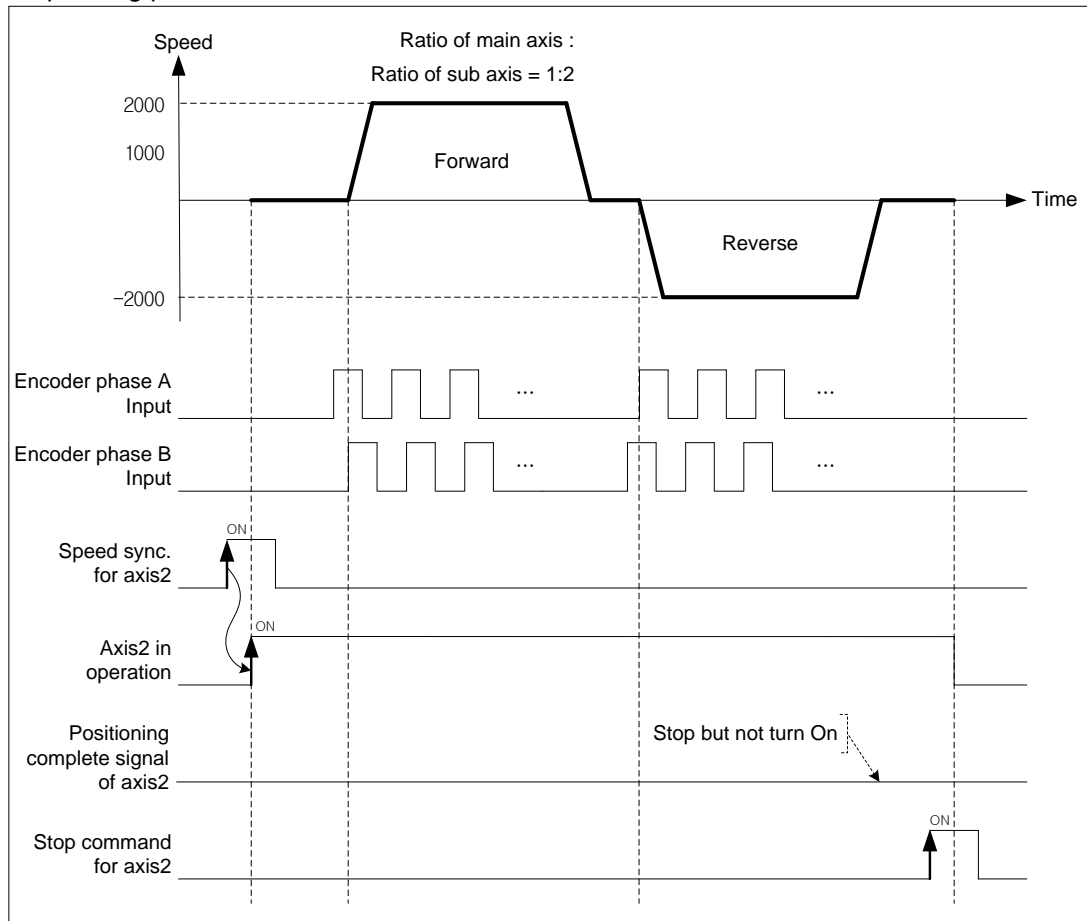 Speed
Ratio of main axis :
Ratio of sub axis = 1:2
2000
1000
Forward
Time
Reverse
−2000
Encoder phase A
Input
...
...
Encoder phase B
Input
...
...
ON
Speed sync.
for axis2
ON
Axis2 in
operation
Positioning
complete signal
of axis2
Stop but not turn On
ON
Stop command
for axis2